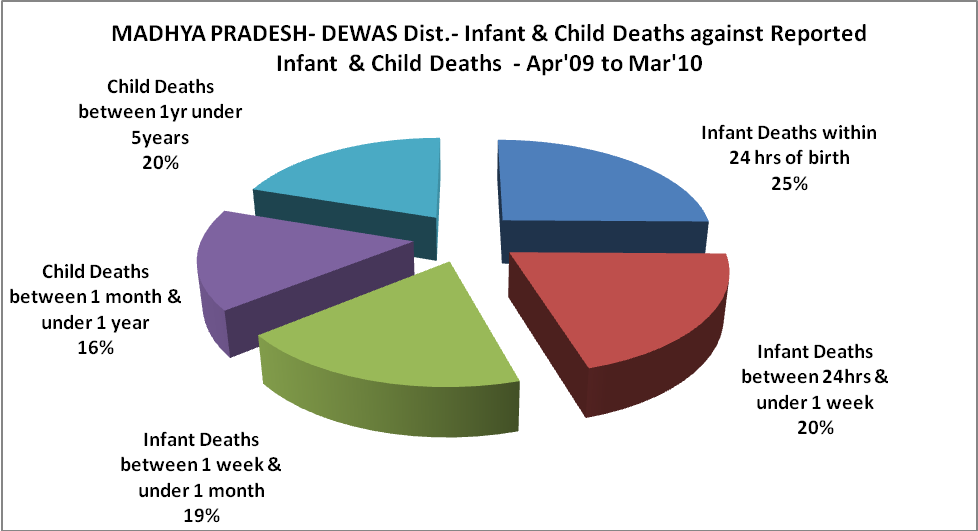 MADHYA PRADESH- DEWAS Dist.- Infant & Child Deaths against Reported
Infant & Child Deaths - Apr'09 to Mar'10
Child Deaths
between 1yr under
5years
20%
Infant Deaths within
24 hrs of birth
25%
Child Deaths
between 1 month &
under 1 year
16%
Infant Deaths
between 24hrs &
under 1 week
20%
Infant Deaths
between 1 week &
under 1 month
19%